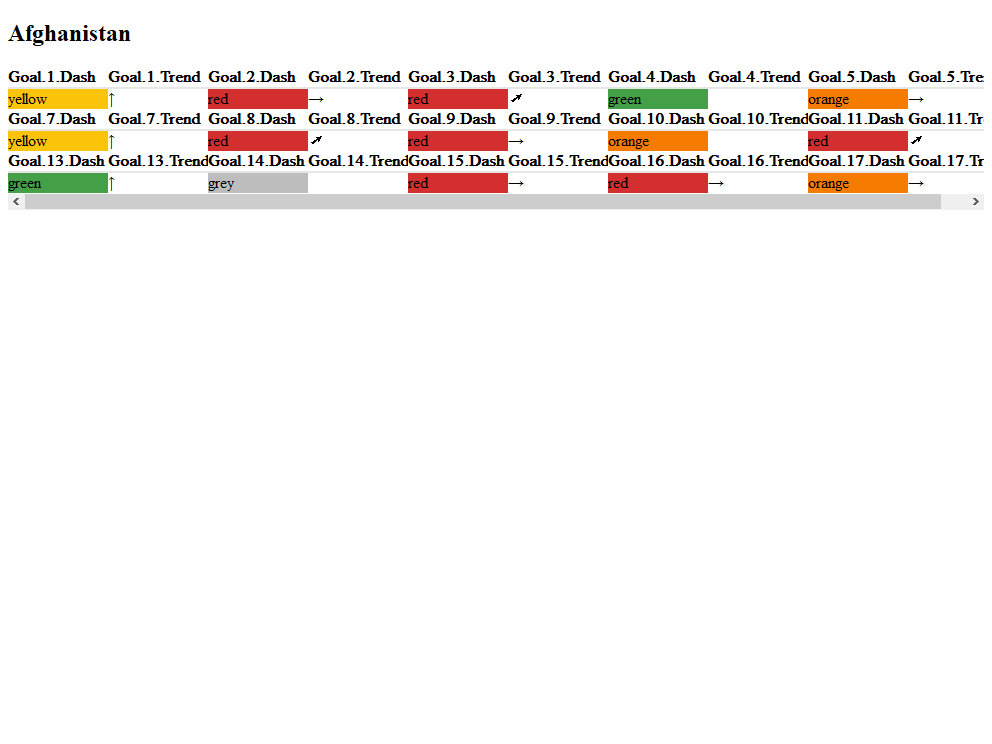 Afghanistan
Goal.1.Dash Goal.1.Trend Goal.2.Dash Goal.2.Trend Goal.3.Dash Goal.3.Trend Goal.4.Dash Goal.4.Trend Goal.5.Dash Goal.5.Tre
yellow ↑ red → red ➚ green orange →
Goal.7.Dash Goal.7.Trend Goal.8.Dash Goal.8.Trend Goal.9.Dash Goal.9.Trend Goal.10.Dash Goal.10.Trend Goal.11.Dash Goal.11.Tr
yellow ↑ red ➚ red → orange red ➚
Goal.13.Dash Goal.13.Trend Goal.14.Dash Goal.14.Trend Goal.15.Dash Goal.15.Trend Goal.16.Dash Goal.16.Trend Goal.17.Dash Goal.17.Tr
green ↑ grey red → red → orange →